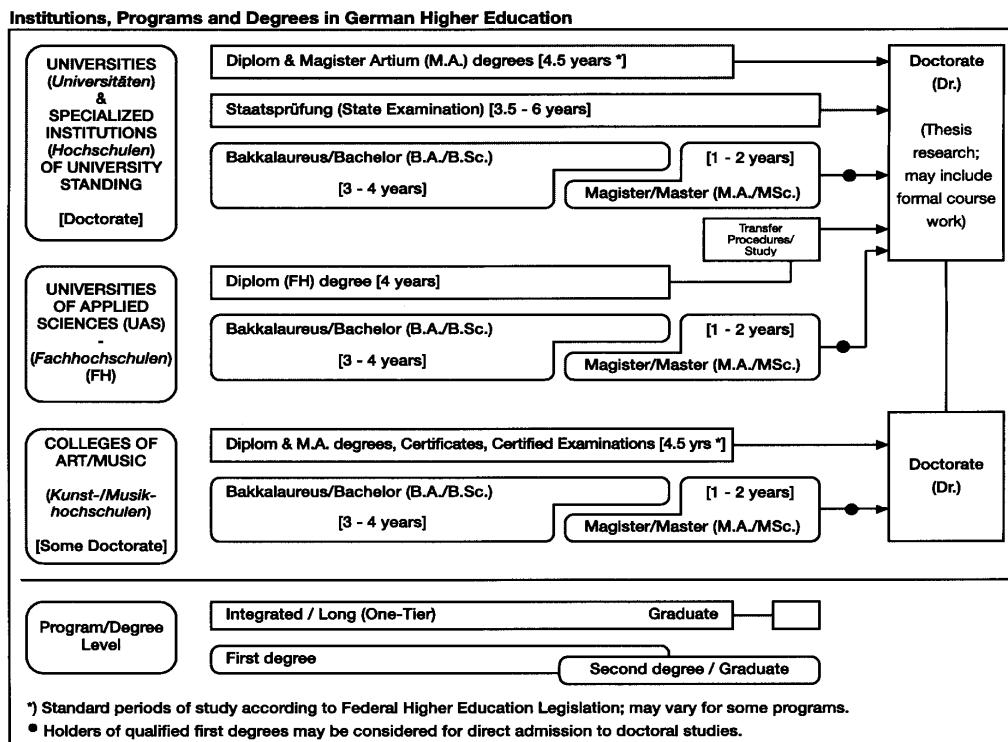 Institutions, Programs and Degrees in German Higher Education
UNIVERSITIES
(Universitäten)
&
SPECIALIZED
INSTITUTIONS
(Hochschulen)
OF UNIVERSITY
STANDING
[Doctorate]
Diplom & Magister Artium (M.A.) degrees [4.5 years *]
Staatsprüfung (State Examination) [3.5 - 6 years]
Bakkalaureus/Bachelor (B.A./B.Sc.)
[3 - 4 years]
[1 - 2 years]
Magister/Master (M.A./MSc.)
Transfer
Procedures/
Study
Doctorate
(Dr.)
(Thesis
research;
may include
formal course
work)
UNIVERSITIES
OF APPLIED
SCIENCES (UAS)
-
(Fachhochschulen)
(FH)
Diplom (FH) degree [4 years]
Bakkalaureus/Bachelor (B.A./B.Sc.)
[3 - 4 years]
[1 - 2 years]
Magister/Master (M.A./MSc.)
COLLEGES OF
ART/MUSIC
(Kunst-/Musik-
hochschulen)
[Some Doctorate]
Diplom & M.A. degrees, Certificates, Certified Examinations [4.5 yrs *]
Bakkalaureus/Bachelor (B.A./B.Sc.)
[3 - 4 years]
[1 - 2 years]
Magister/Master (M.A./MSc.)
Doctorate
(Dr.)
Program/Degree
Level
Integrated / Long (One-Tier) Graduate
First degree
Second degree / Graduate
*) Standard periods of study according to Federal Higher Education Legislation; may vary for some programs.
● Holders of qualified first degrees may be considered for direct admission to doctoral studies.